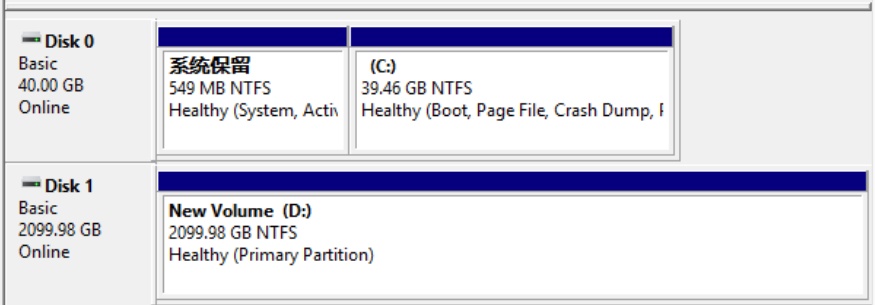 Disk 0
Basic
40.00 GB
Online
系统保留
549 MB NTFS
Healthy (System, Activ
(C:)
39.46 GB NTFS
Healthy (Boot, Page File, Crash Dump, F
Disk 1
Basic
2099.98 GB
Online
New Volume (D:)
2099.98 GB NTFS
Healthy (Primary Partition)